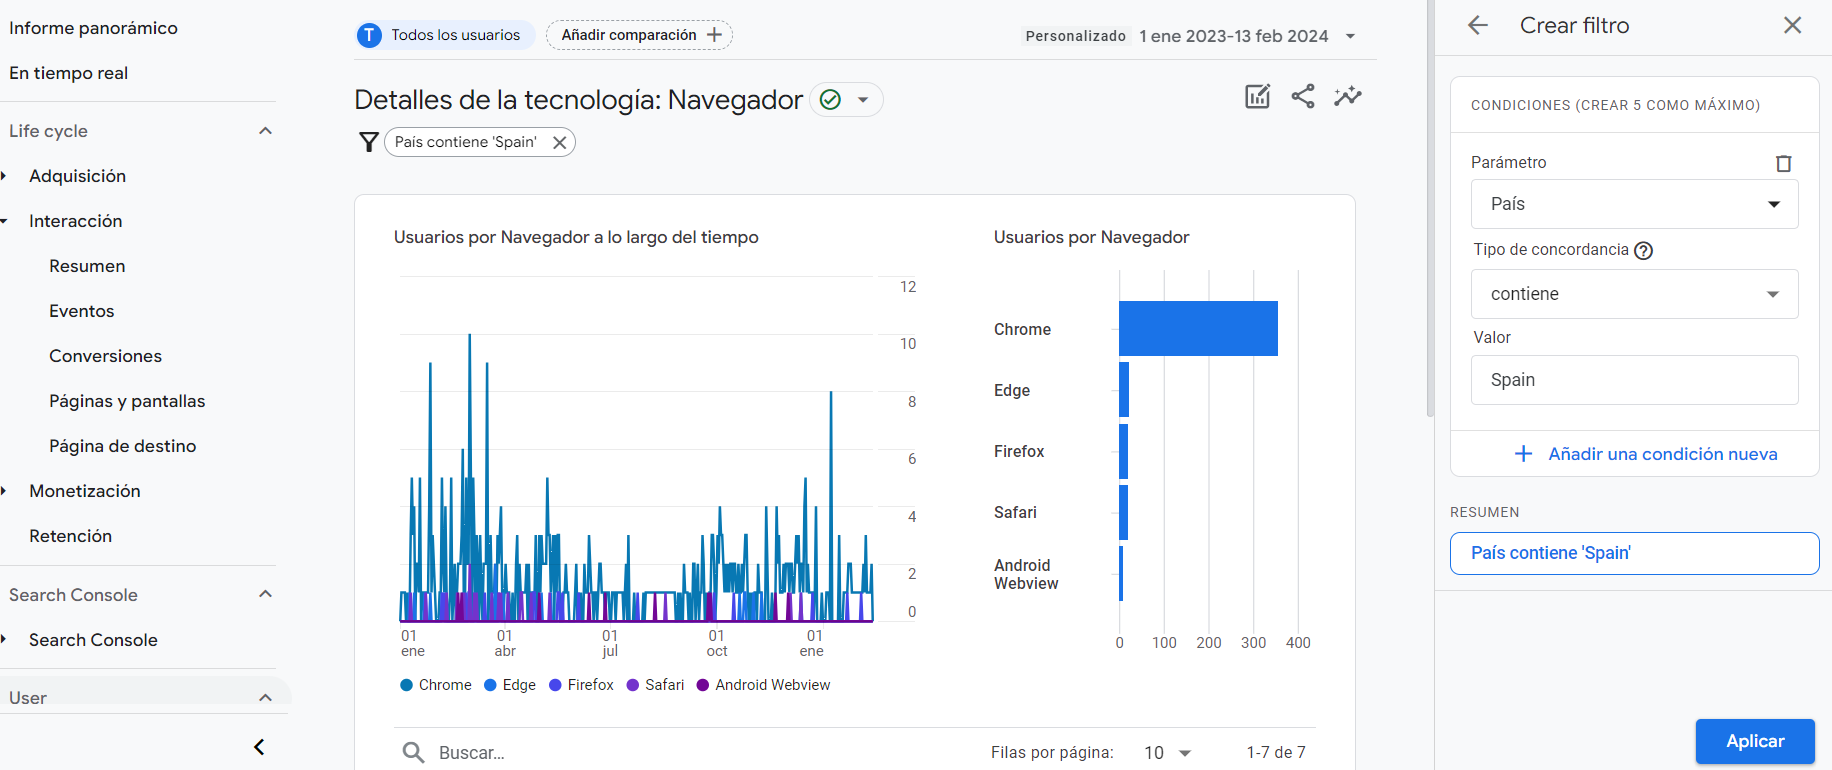 Informe panorámico
En tiempo real
Life cycle
Adquisición
Interacción
Resumen
Eventos
Conversiones
Páginas y pantallas
Página de destino
Monetización
Retención
Search Console
Search Console
User
T Todos los usuarios
Añadir comparación
Personalizado 1 ene 2023-13 feb 2024
Detalles de la tecnología: Navegador
País contiene 'Spain'
Usuarios por Navegador a lo largo del tiempo
12
10
8
6
4
2
0
01 ene
01 abr
01 jul
01 oct
01 ene
Chrome Edge Firefox Safari Android Webview
Usuarios por Navegador
Chrome
Edge
Firefox
Safari
Android
Webview
0 100 200 300 400
Buscar...
Filas por página: 10 1-7 de 7
Crear filtro
CONDICIONES (CREAR 5 COMO MÁXIMO)
Parámetro
País
Tipo de concordancia
contiene
Valor
Spain
Añadir una condición nueva
RESUMEN
País contiene 'Spain'
Aplicar